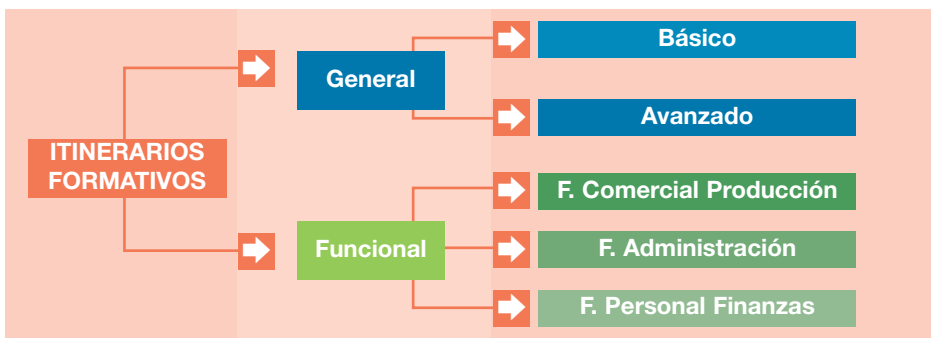 ITINERARIOS
FORMATIVOS
General
Básico
Avanzado
Funcional
F. Comercial Producción
F. Administración
F. Personal Finanzas